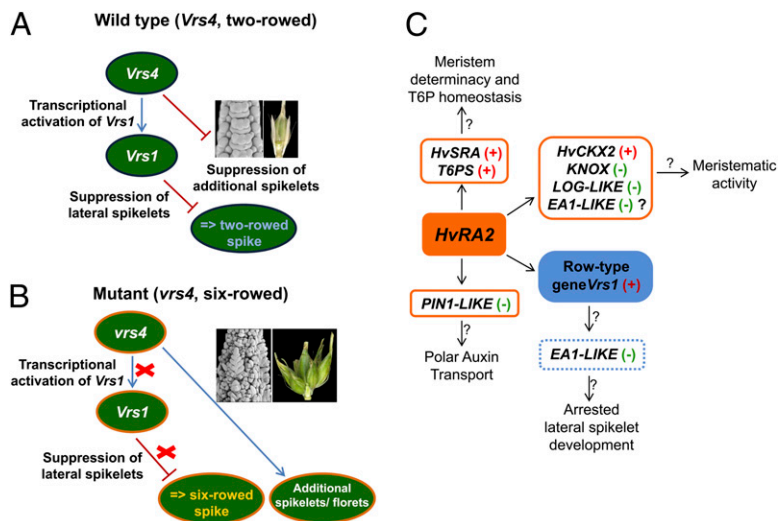 A
Wild type (Vrs4, two-rowed)
Vrs4
Transcriptional
activation of Vrs1
Vrs1
Suppression of
additional spikelets
Suppression of
lateral spikelets
=> two-rowed
spike
B
Mutant (vrs4, six-rowed)
vrs4
Transcriptional
activation of Vrs1
Vrs1
Suppression of
lateral spikelets
=> six-rowed
spike
Additional
spikelets/ florets
C
Meristem
determinacy and
T6P homeostasis
?
HvSRA (+)
T6PS (+)
HvCKX2 (+)
KNOX (-)
LOG-LIKE (-)
EA1-LIKE (-) ?
?
Meristematic
activity
HvRA2
PIN1-LIKE (-)
?
Polar Auxin
Transport
Row-type
geneVrs1 (+)
?
EA1-LIKE (-)
?
Arrested
lateral spikelet
development